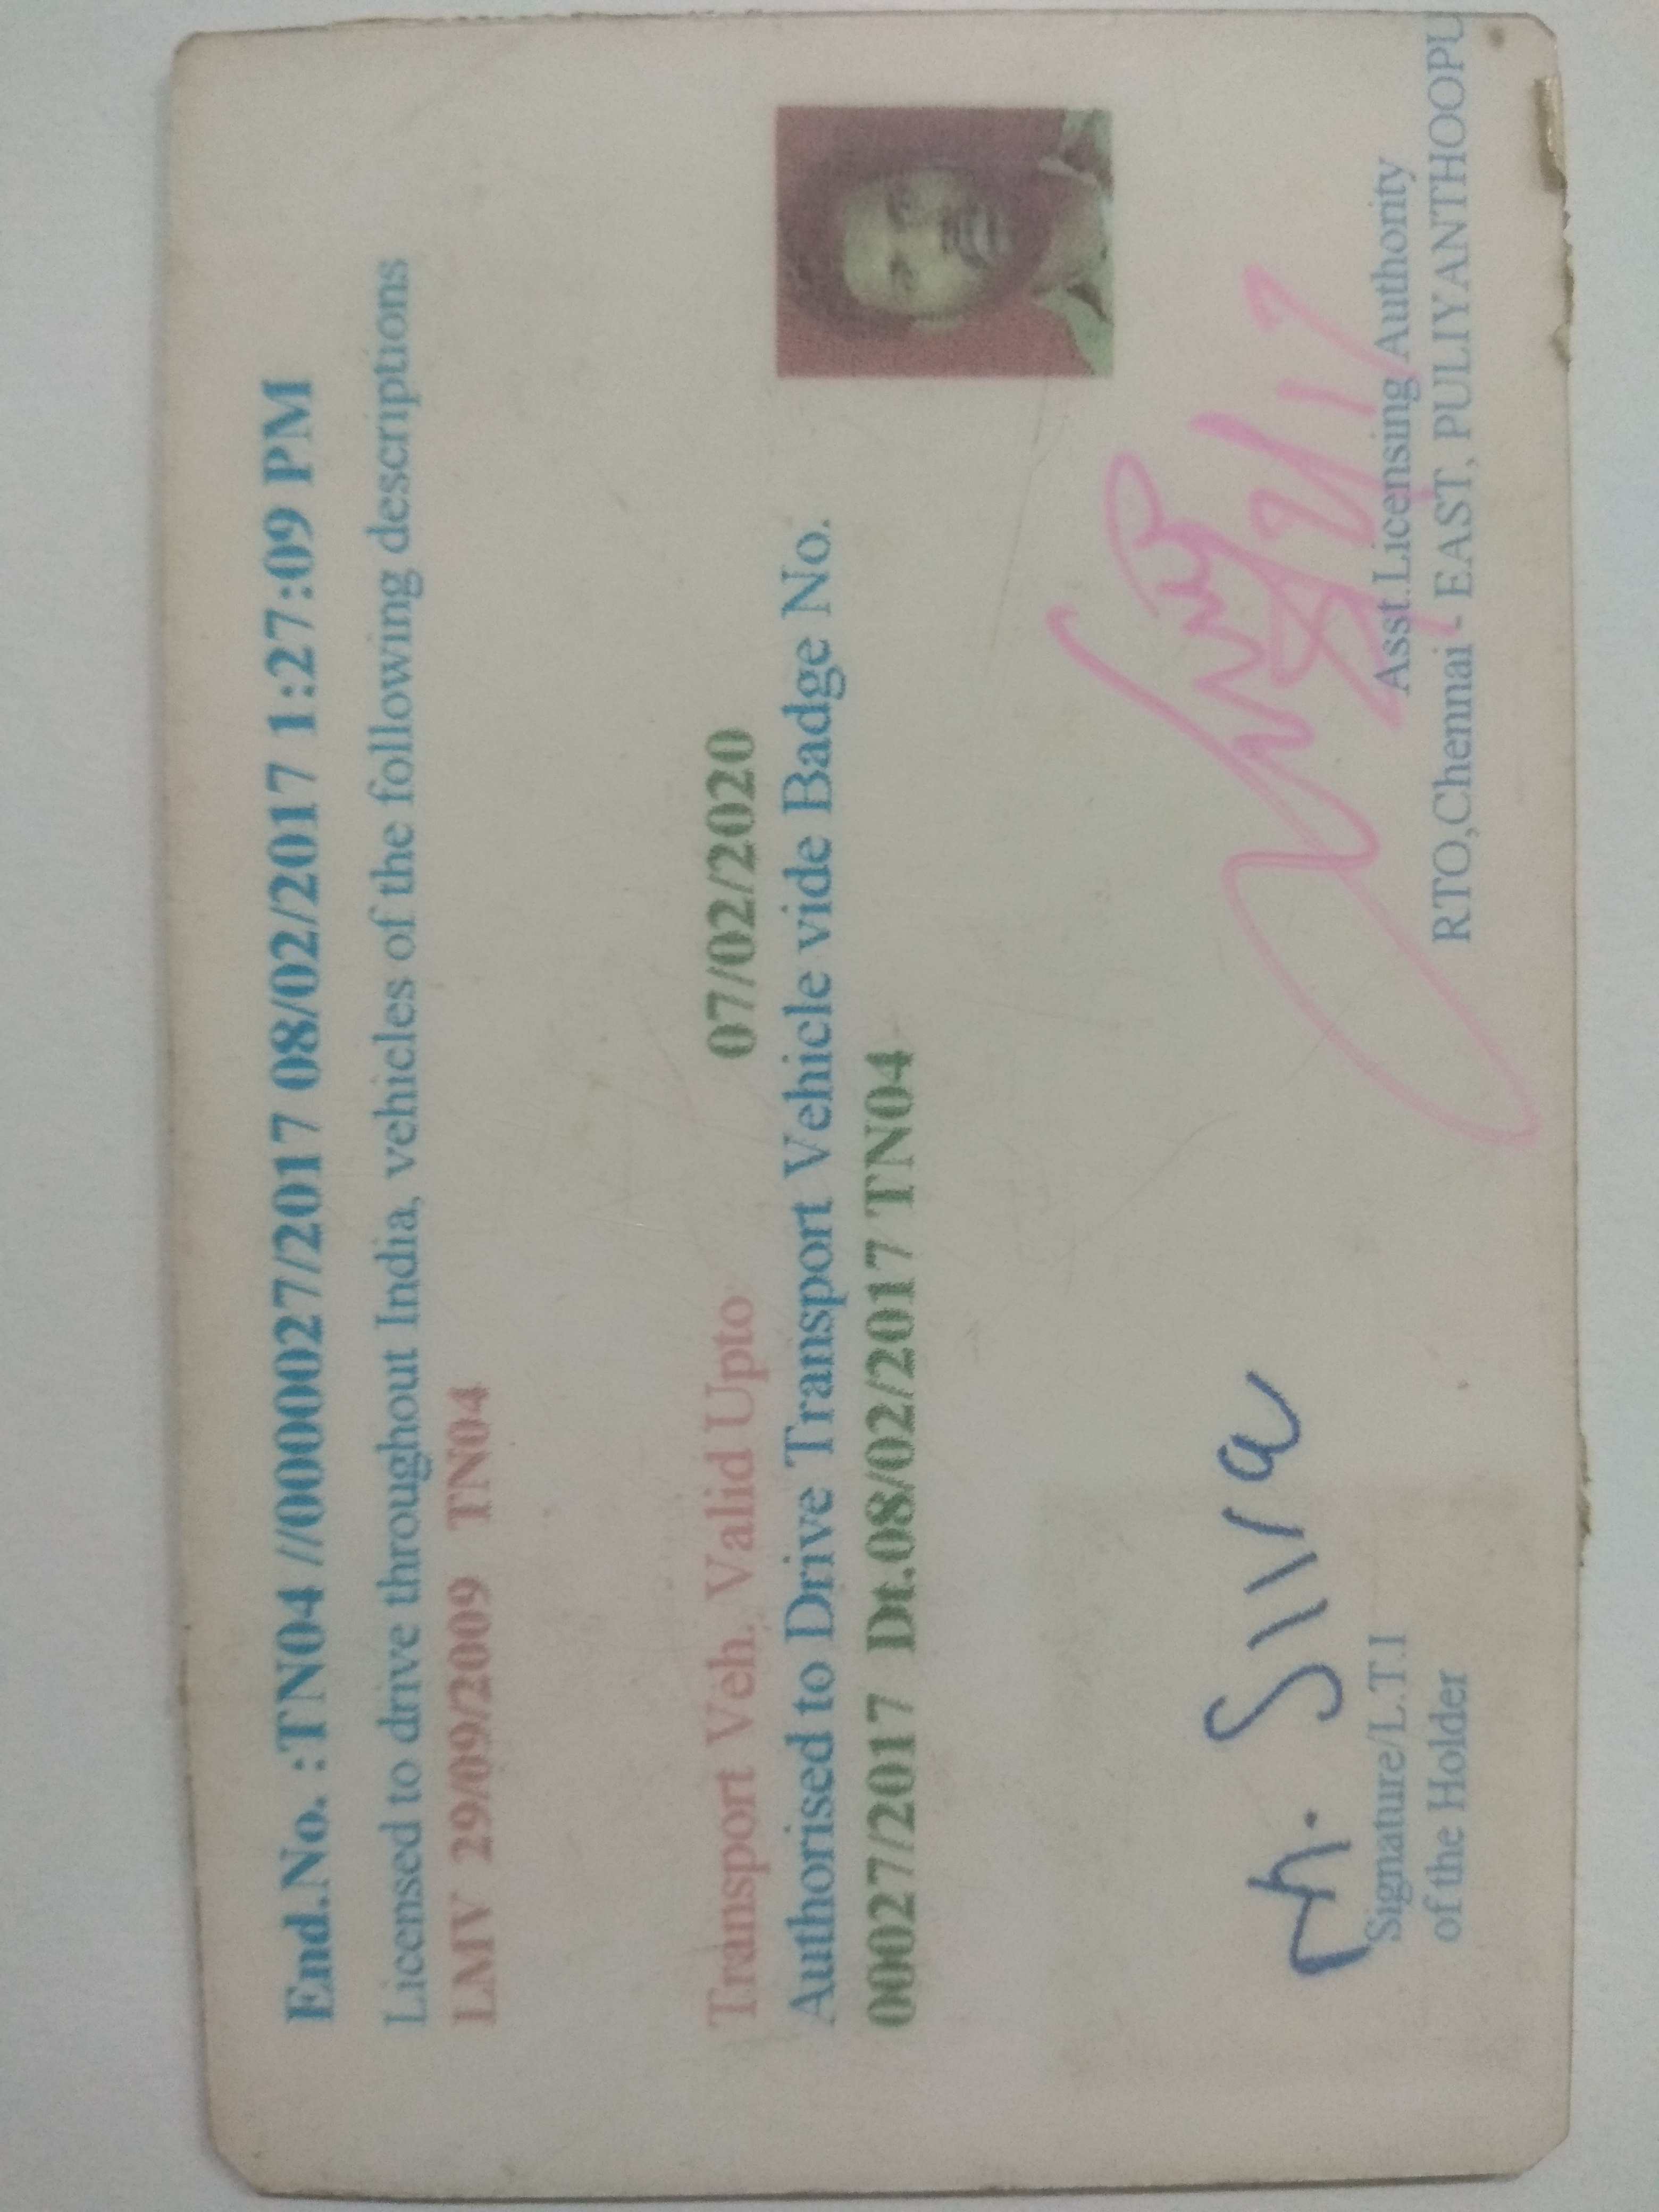 End.No. :TN04 //0000027/2017 08/02/2017 1:27:09 PM
Licensed to drive throughout India, vehicles of the following descriptions
LMV 29/09/2009 TN04
Transport Veh. Valid Upto 07/02/2020
Authorised to Drive Transport Vehicle vide Badge No.
00027/2017 Dt.08/02/2017 TN04
Siva
Signature/L.T.I
of the Holder
Asst.Licensing Authority
RTO,Chennai - EAST, PULIYANTHOOPU